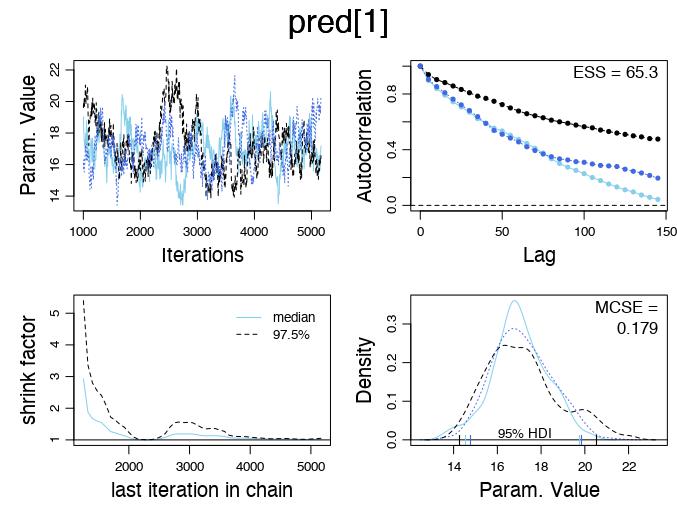 pred[1]
Param. Value
14 16 18 20 22
1000 2000 3000 4000 5000
Iterations
Autocorrelation
0.0 0.4 0.8
ESS = 65.3
0 50 100 150
Lag
shrink factor
1 2 3 4 5
median
97.5%
2000 3000 4000 5000
last iteration in chain
Density
0.0 0.1 0.2 0.3
MCSE =
0.179
95% HDI
14 16 18 20 22
Param. Value